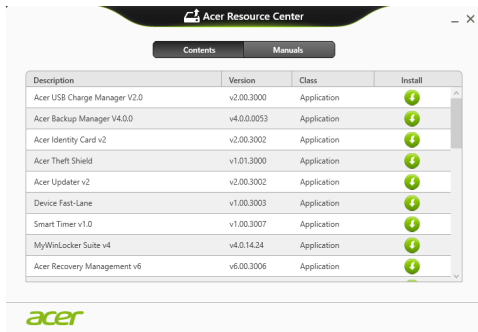 Acer Resource Center
Contents Manuals
Description Version Class Install
Acer USB Charge Manager V2.0 v2.00.3000 Application
Acer Backup Manager V4.0.0 v4.0.0.0053 Application
Acer Identity Card v2 v2.00.3002 Application
Acer Theft Shield v1.01.3000 Application
Acer Updater v2 v2.00.3002 Application
Device Fast-Lane v1.00.3003 Application
Smart Timer v1.0 v1.00.3007 Application
MyWinLocker Suite v4 v4.0.14.24 Application
Acer Recovery Management v6 v6.00.3006 Application
acer